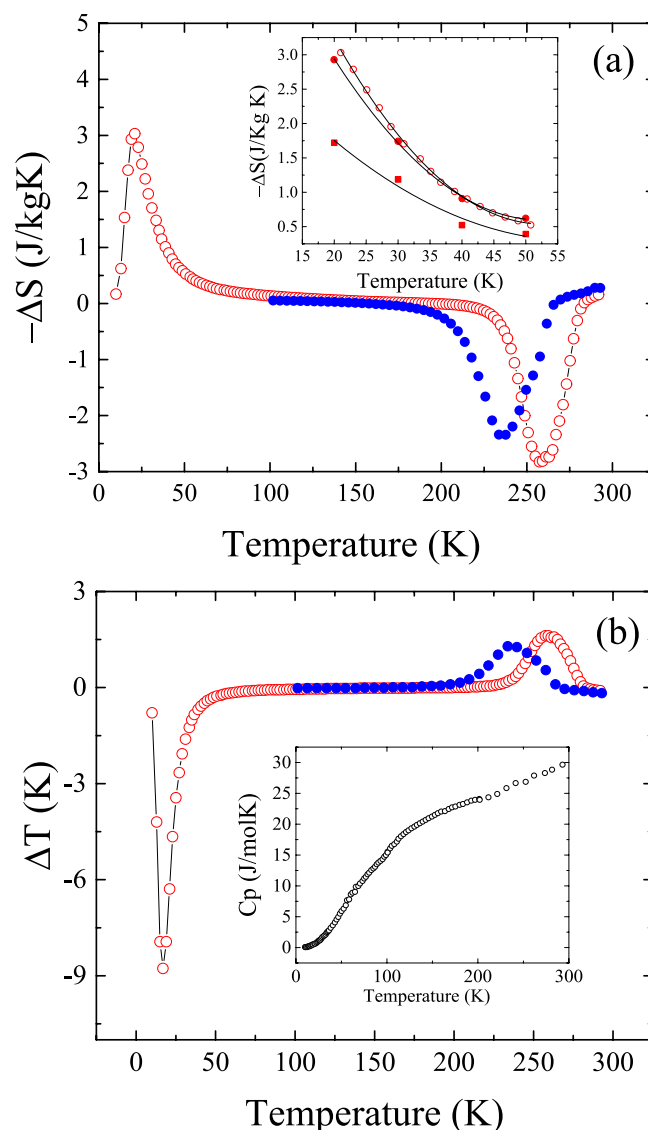 5
4
3
2
1
0
-1
-2
-3
−ΔS (J/kgK)
0 50 100 150 200 250 300
Temperature (K)
(a)
3.0
2.5
2.0
1.5
1.0
0.5
−ΔS(J/Kg K)
15 20 25 30 35 40 45 50 55
Temperature (K)
3
0
-3
-6
-9
ΔT (K)
0 50 100 150 200 250 300
Temperature (K)
(b)
30
25
20
15
10
5
0
Cp (J/molK)
0 100 200 300
Temperature (K)